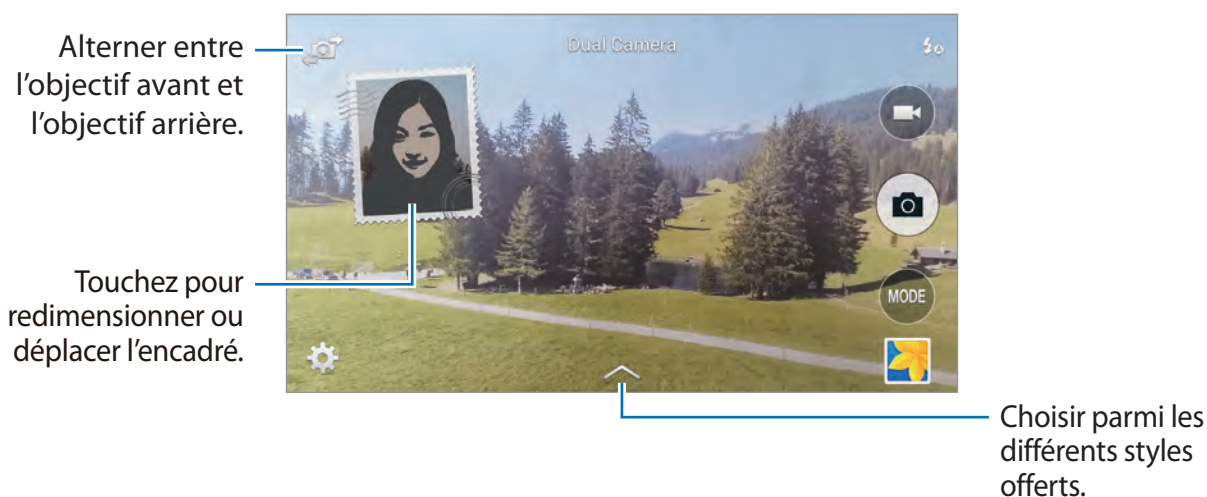 Alterner entre
l’objectif avant et
l’objectif arrière.
Dual Camera
Touchez pour
redimensionner ou
déplacer l’encadré.
MODE
Choisir parmi les
différents styles
offerts.